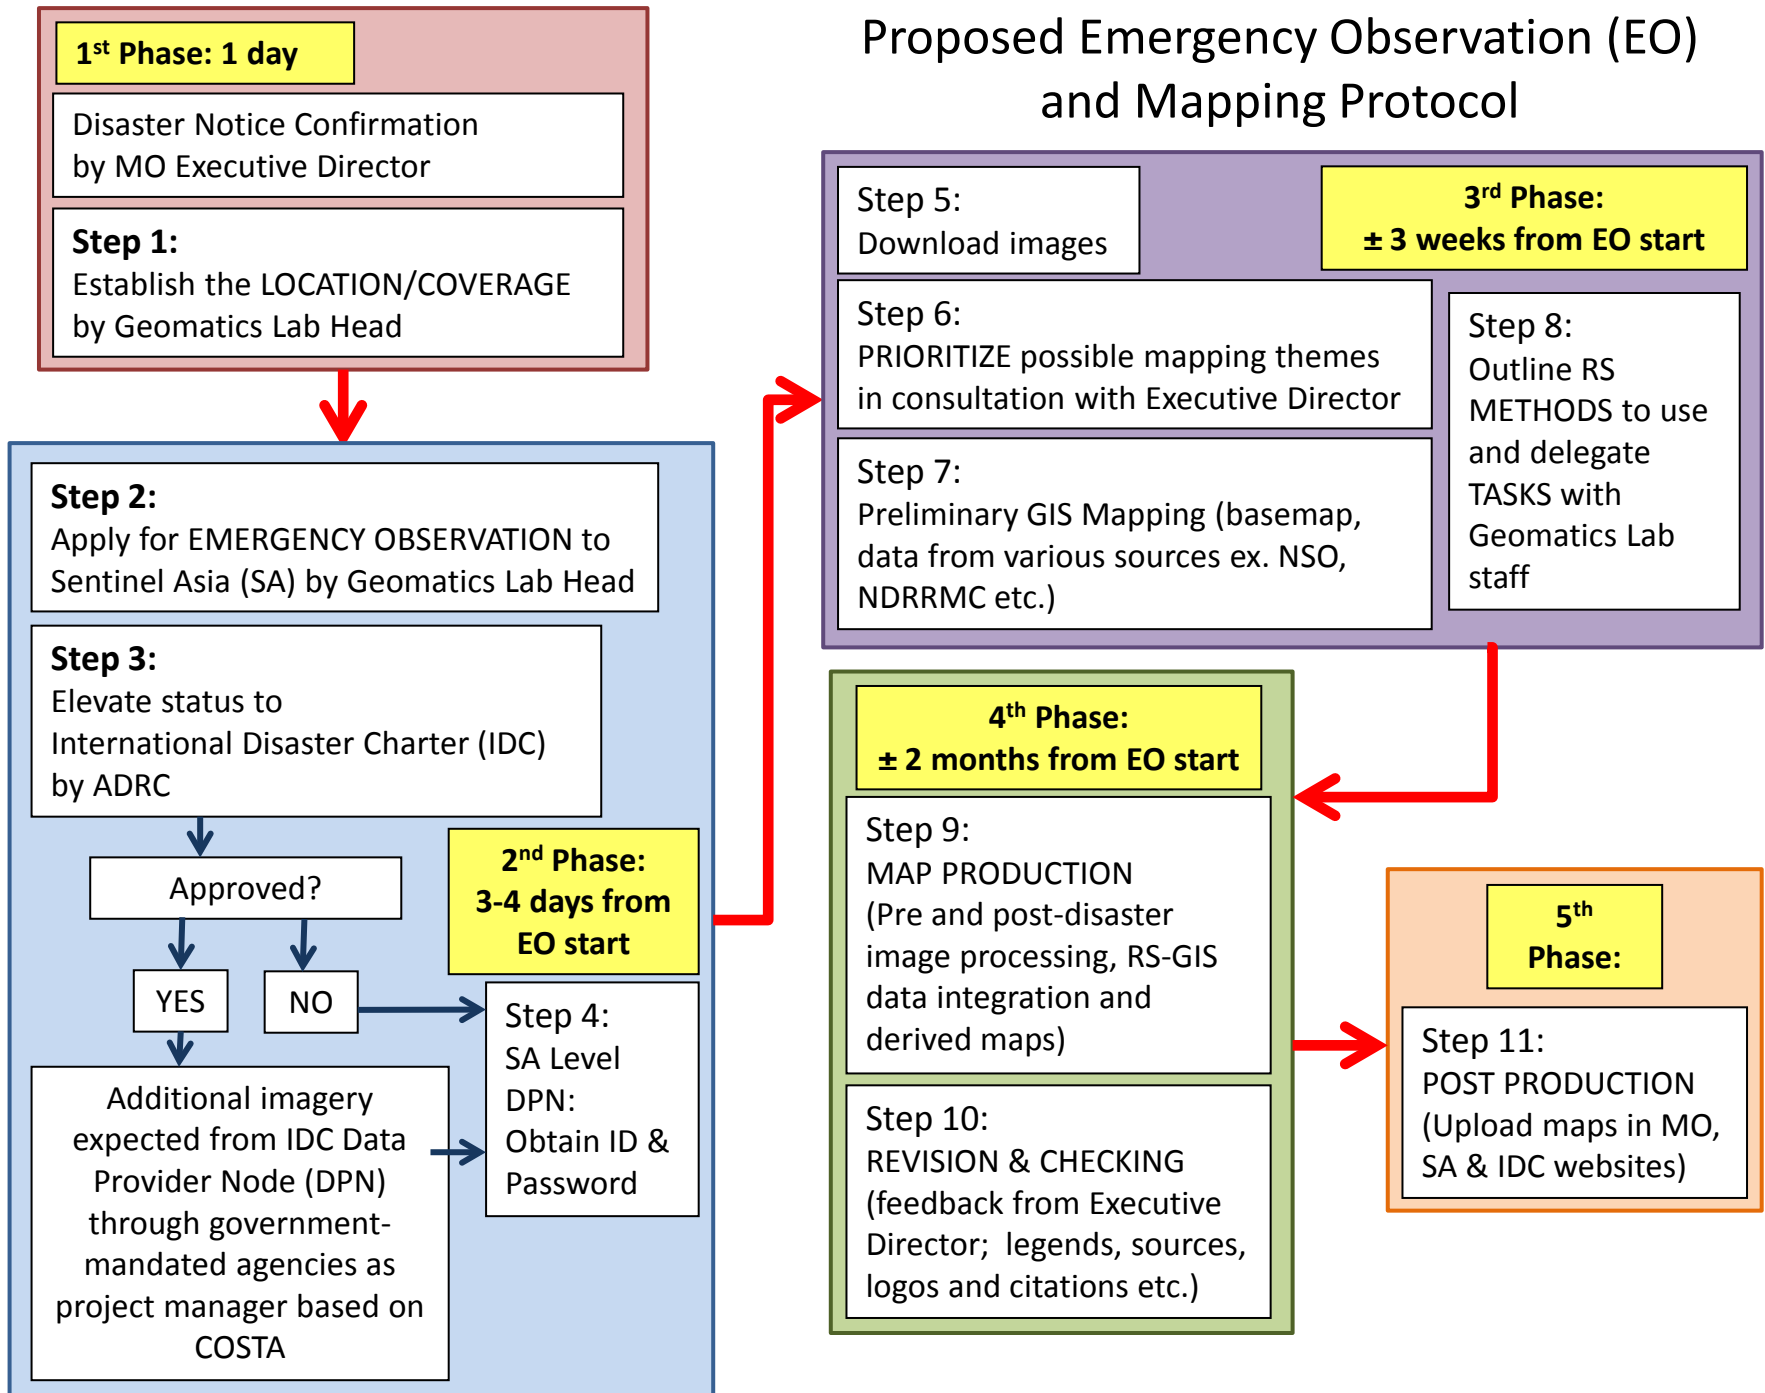 Proposed Emergency Observation (EO)
and Mapping Protocol
1st Phase: 1 day
Disaster Notice Confirmation
by MO Executive Director
Step 1:
Establish the LOCATION/COVERAGE
by Geomatics Lab Head
Step 2:
Apply for EMERGENCY OBSERVATION to
Sentinel Asia (SA) by Geomatics Lab Head
Step 3:
Elevate status to
International Disaster Charter (IDC)
by ADRC
2nd Phase:
3-4 days from
EO start
Approved?
YES
NO
Additional imagery
expected from IDC Data
Provider Node (DPN)
through government-
mandated agencies as
project manager based on
COSTA
Step 4:
SA Level
DPN:
Obtain ID &
Password
3rd Phase:
± 3 weeks from EO start
Step 5:
Download images
Step 6:
PRIORITIZE possible mapping themes
in consultation with Executive Director
Step 7:
Preliminary GIS Mapping (basemap,
data from various sources ex. NSO,
NDRRMC etc.)
Step 8:
Outline RS
METHODS to use
and delegate
TASKS with
Geomatics Lab
staff
4th Phase:
± 2 months from EO start
Step 9:
MAP PRODUCTION
(Pre and post-disaster
image processing, RS-GIS
data integration and
derived maps)
Step 10:
REVISION & CHECKING
(feedback from Executive
Director; legends, sources,
logos and citations etc.)
5th
Phase:
Step 11:
POST PRODUCTION
(Upload maps in MO,
SA & IDC websites)